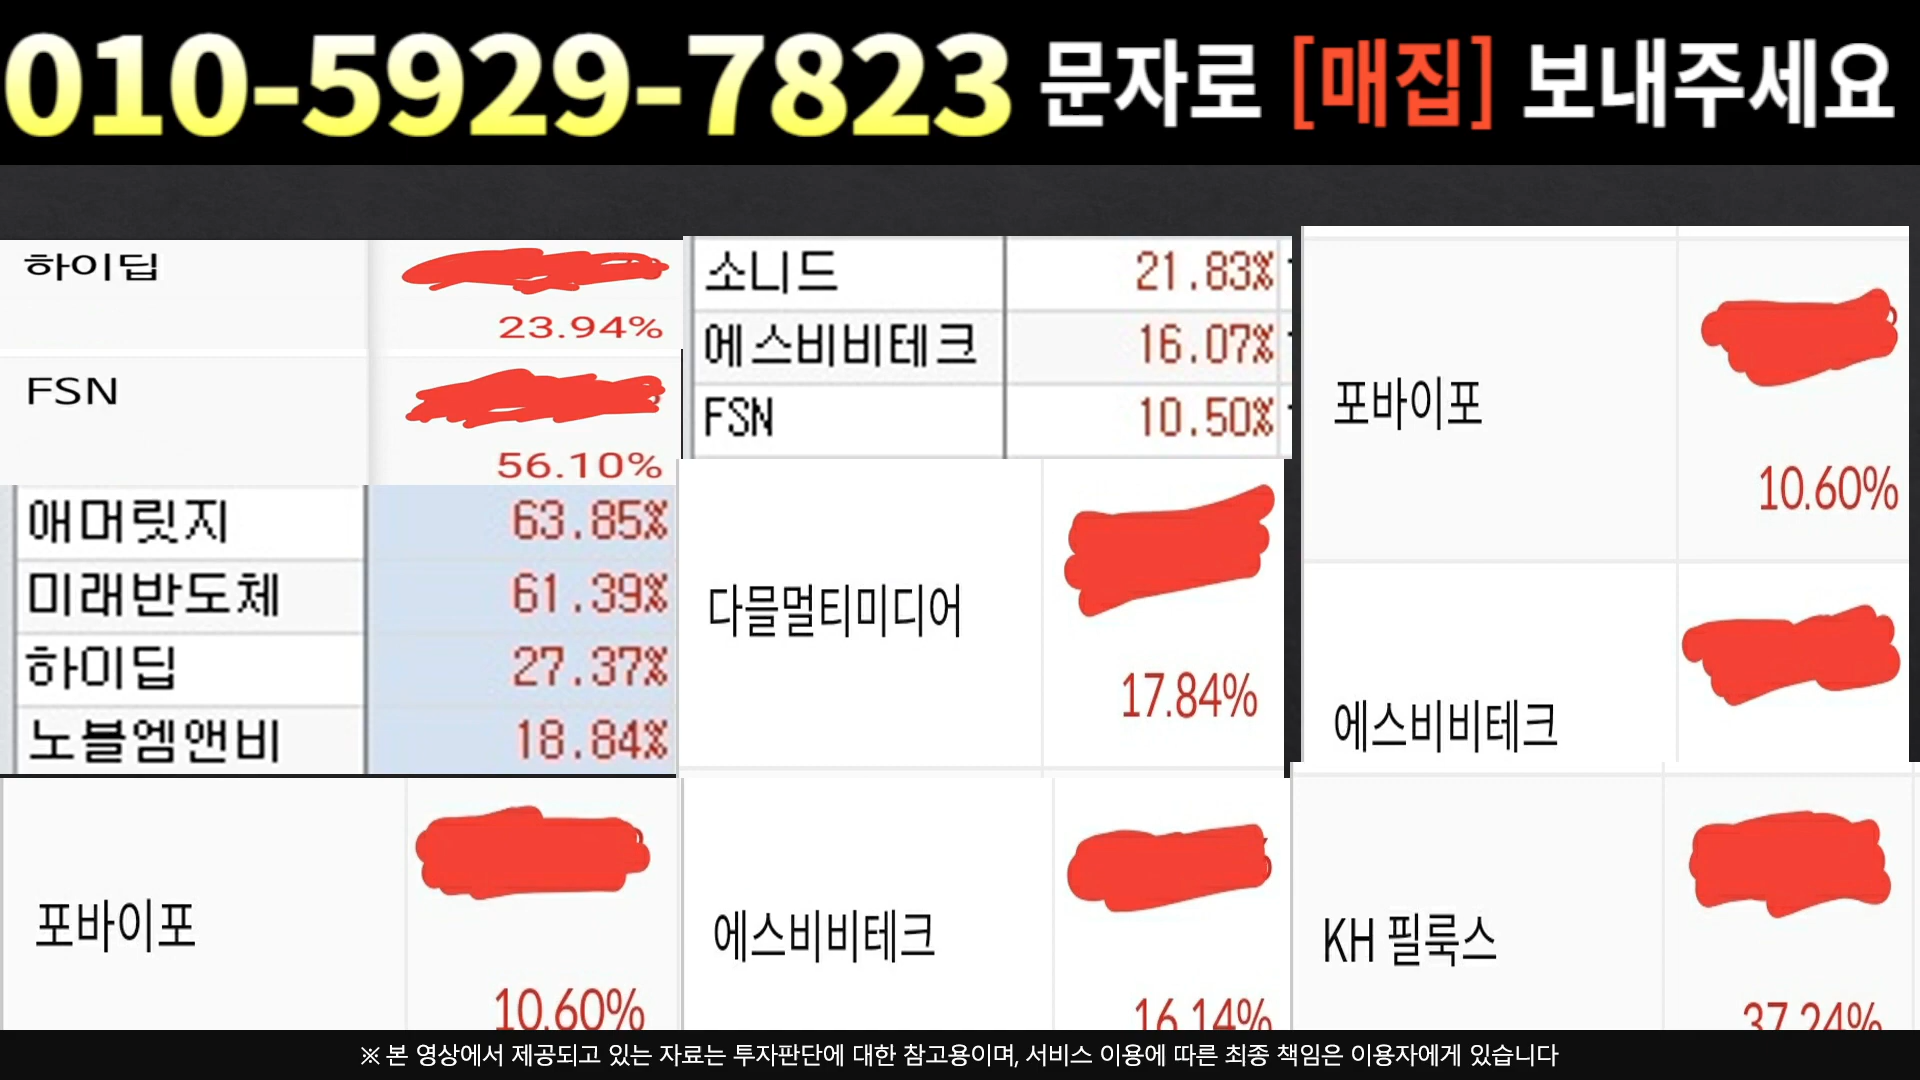 010-5929-7823 문자로 [매집] 보내주세요
하이딥
23.94%
FSN
56.10%
애머릿지 63.85%
미래반도체 61.39%
하이딥 27.37%
노블엠앤비 18.84%
소니드 21.83%
에스비비테크 16.07%
FSN 10.50%
다믈멀티미디어
17.84%
포바이포
10.60%
에스비비테크
포바이포
10.60%
에스비비테크
16.14%
KH 필룩스
37.24%
※ 본 영상에서 제공되고 있는 자료는 투자판단에 대한 참고용이며, 서비스 이용에 따른 최종 책임은 이용자에게 있습니다